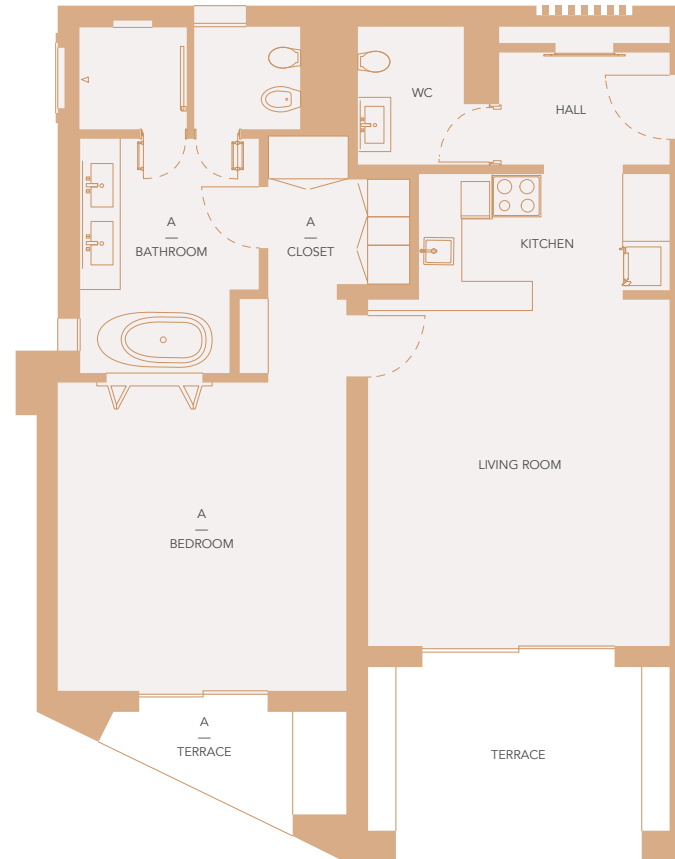 WC
HALL
A
BATHROOM
A
CLOSET
KITCHEN
LIVING ROOM
A
BEDROOM
A
TERRACE
TERRACE